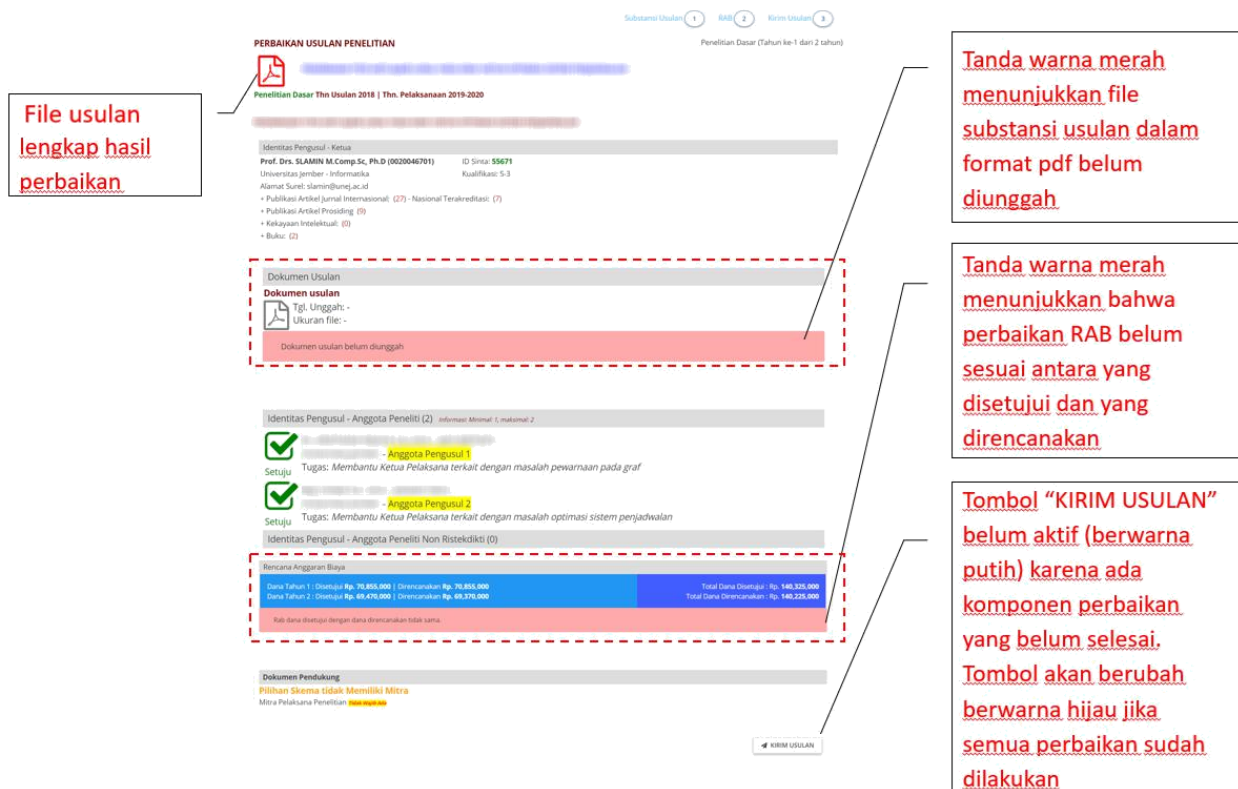 Substansi Usulan 1 RAB 2 Kirim Usulan 3
PERBAIKAN USULAN PENELITIAN
Penelitian Dasar (Tahun ke-1 dari 2 tahun)
Penelitian Dasar Thn Usulan 2018 | Thn. Pelaksanaan 2019-2020
File usulan
lengkap hasil
perbaikan
Identitas Pengusul - Ketua
Prof. Drs. SLAMIN M.Comp.Sc, Ph.D (0020046701) ID Sinta: 55671
Universitas Jember - Informatika Kualifikasi: S-3
Alamat Surel: slamin@unej.ac.id
+ Publikasi Artikel Jurnal Internasional: (27) - Nasional Terakreditasi: (7)
+ Publikasi Artikel Prosiding (9)
+ Kekayaan Intelektual: (0)
+ Buku: (2)
Dokumen Usulan
Dokumen usulan
Tgl. Unggah: -
Ukuran file: -
Dokumen usulan belum diunggah
Identitas Pengusul - Anggota Peneliti (2) Informasi: Minimal: 1, maksimal: 2
- Anggota Pengusul 1
Setuju Tugas: Membantu Ketua Pelaksana terkait dengan masalah pewarnaan pada graf
- Anggota Pengusul 2
Setuju Tugas: Membantu Ketua Pelaksana terkait dengan masalah optimasi sistem penjadwalan
Identitas Pengusul - Anggota Peneliti Non Ristekdikti (0)
Rencana Anggaran Biaya
Dana Tahun 1 : Disetujui Rp. 70,855,000 | Direncanakan Rp. 70,855,000
Dana Tahun 2 : Disetujui Rp. 69,470,000 | Direncanakan Rp. 69,370,000
Total Dana Disetujui : Rp. 140,325,000
Total Dana Direncanakan : Rp. 140,225,000
Rab dana disetujui dengan dana direncanakan tidak sama.
Dokumen Pendukung
Pilihan Skema tidak Memiliki Mitra
Mitra Pelaksana Penelitian
KIRIM USULAN
Tanda warna merah
menunjukkan file
substansi usulan dalam
format pdf belum
diunggah
Tanda warna merah
menunjukkan bahwa
perbaikan RAB belum
sesuai antara yang
disetujui dan yang
direncanakan
Tombol “KIRIM USULAN”
belum aktif (berwarna
putih) karena ada
komponen perbaikan
yang belum selesai.
Tombol akan berubah
berwarna hijau jika
semua perbaikan sudah
dilakukan